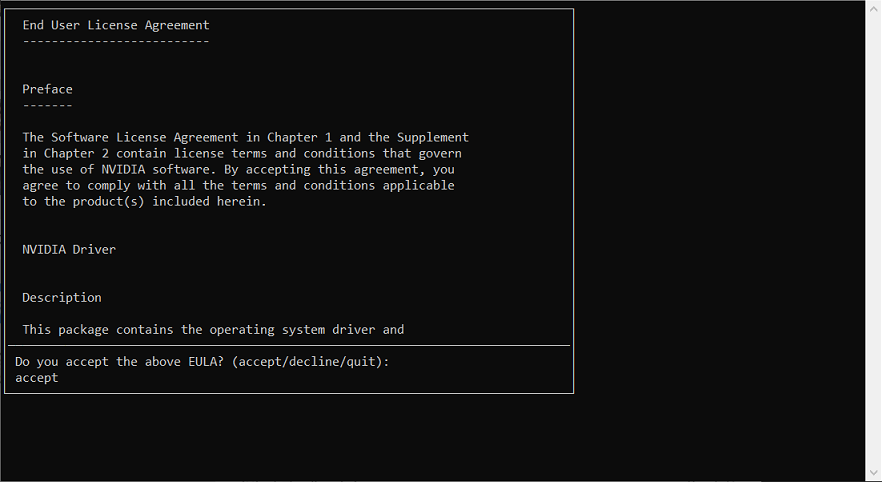 End User License Agreement
--------------------------
Preface
-------
The Software License Agreement in Chapter 1 and the Supplement
in Chapter 2 contain license terms and conditions that govern
the use of NVIDIA software. By accepting this agreement, you
agree to comply with all the terms and conditions applicable
to the product(s) included herein.
NVIDIA Driver
Description
This package contains the operating system driver and
Do you accept the above EULA? (accept/decline/quit):
accept